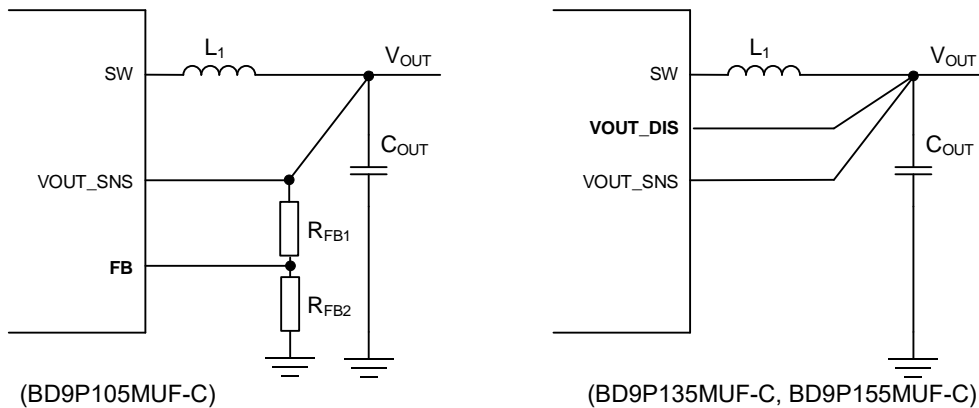 L1
VOUT
SW
COUT
VOUT_SNS
RFB1
FB
RFB2
(BD9P105MUF-C)
L1
VOUT
SW
VOUT_DIS
COUT
VOUT_SNS
(BD9P135MUF-C, BD9P155MUF-C)